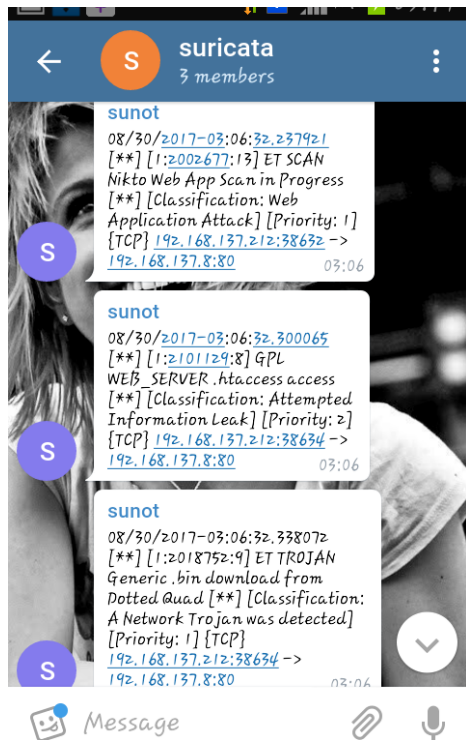 S
suricata
3 members
sunot
08/30/2017-03:06:32.237921
[**] [1:2002677:13] ET SCAN
Nikto Web App Scan in Progress
[**] [Classification: Web
Application Attack] [Priority: 1]
{TCP} 192.168.137.212:38632 ->
192.168.137.8:80
03:06
S
sunot
08/30/2017-03:06:32.300065
[**] [1:2101129:8] GPL
WEB_SERVER .htaccess access
[**] [Classification: Attempted
Information Leak] [Priority: 2]
{TCP} 192.168.137.212:38634 ->
192.168.137.8:80
03:06
S
sunot
08/30/2017-03:06:32.338072
[**] [1:2018752:9] ET TROJAN
Generic .bin download from
Dotted Quad [**] [Classification:
A Network Trojan was detected]
[Priority: 1] {TCP}
192.168.137.212:38634 ->
192.168.137.8:80
03:06
S
Message